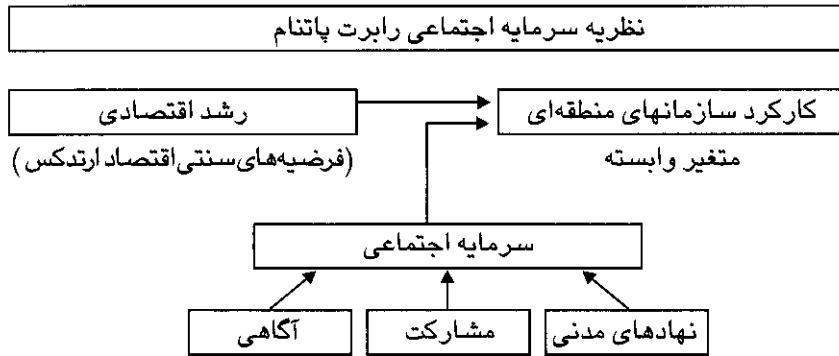 نظریه سرمایه اجتماعی رابرت پاتنام
کارکرد سازمانهای منطقه‌ای
رشد اقتصادی
متغیر وابسته
(فرضیه‌های سنتی اقتصاد ارتدکس)
سرمایه اجتماعی
نهادهای مدنی
مشارکت
آگاهی